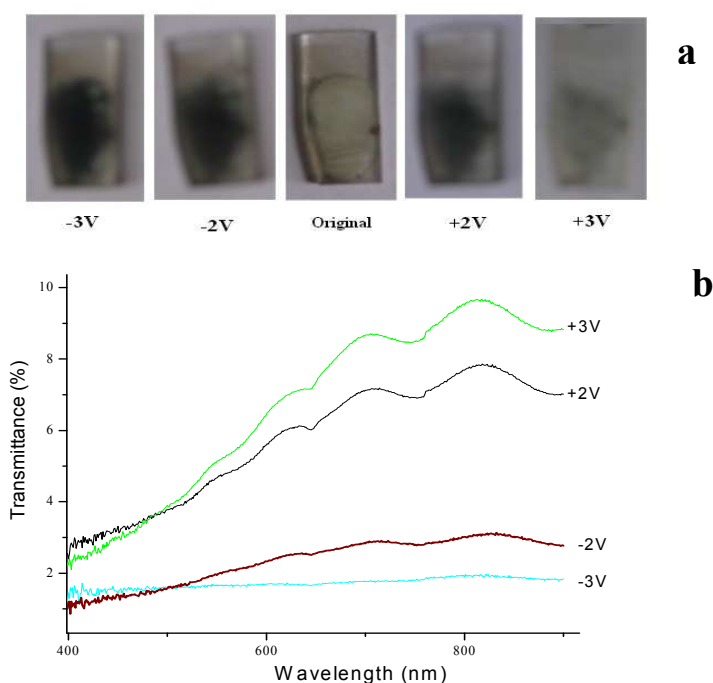 a
-3V -2V Original +2V +3V
b
10
8
6
4
2
Transmittance (%)
+3V
+2V
-2V
-3V
400 600 800
Wavelength (nm)